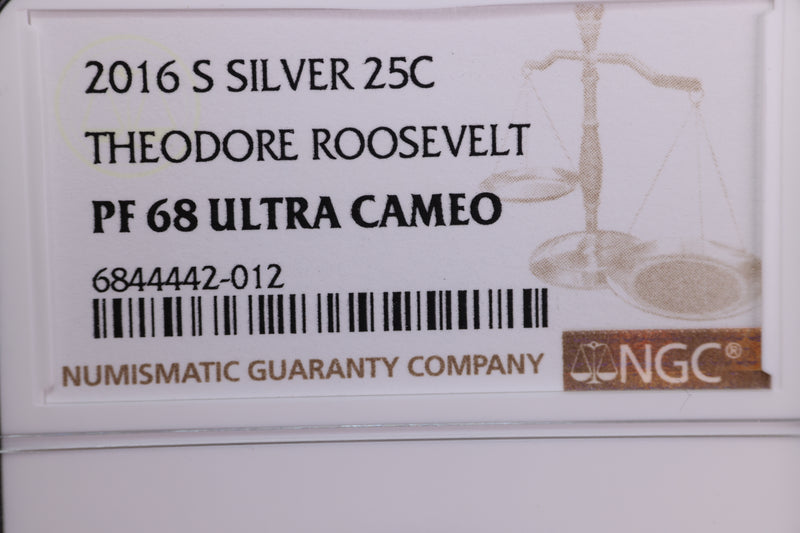 2016 S SILVER 25C
THEODORE ROOSEVELT
PF 68 ULTRA CAMEO
6844442-012
NUMISMATIC GUARANTY COMPANY
NGC®